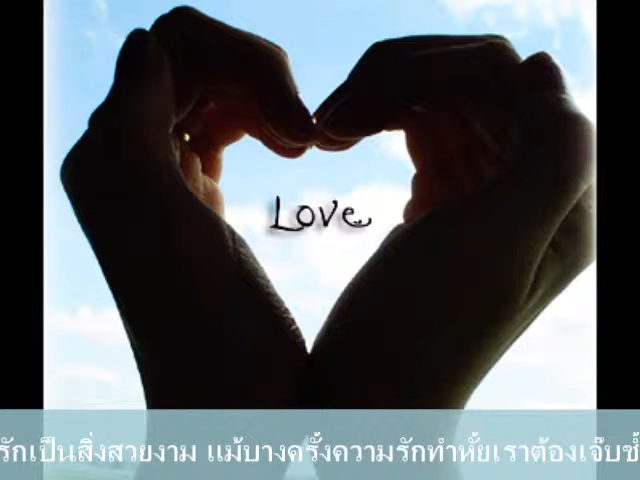 Love
รักเป็นสิ่งสวยงาม แม้บางครั้งความรักทำหั้ยเราต้องเจ๊บช้ำ